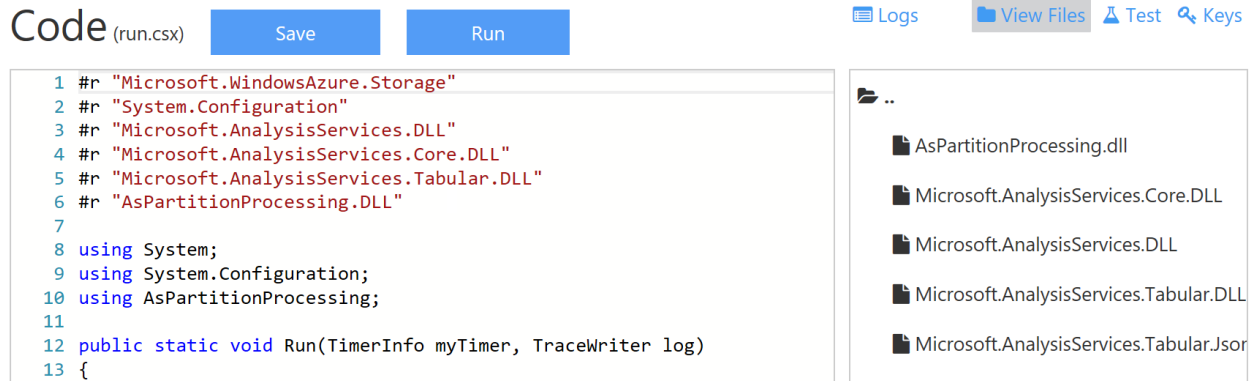 Code (run.csx) Save Run Logs View Files Test Keys
1 #r "Microsoft.WindowsAzure.Storage"
2 #r "System.Configuration"
3 #r "Microsoft.AnalysisServices.DLL"
4 #r "Microsoft.AnalysisServices.Core.DLL"
5 #r "Microsoft.AnalysisServices.Tabular.DLL"
6 #r "AsPartitionProcessing.DLL"
7
8 using System;
9 using System.Configuration;
10 using AsPartitionProcessing;
11
12 public static void Run(TimerInfo myTimer, TraceWriter log)
13 {
..
AsPartitionProcessing.dll
Microsoft.AnalysisServices.Core.DLL
Microsoft.AnalysisServices.DLL
Microsoft.AnalysisServices.Tabular.DLL
Microsoft.AnalysisServices.Tabular.Jsor